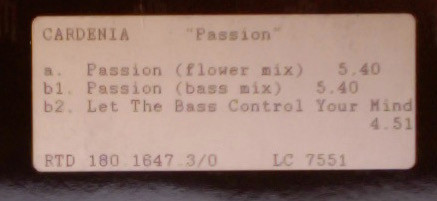 CARDENIA "Passion"
a. Passion (flower mix) 5.40
b1. Passion (bass mix) 5.40
b2. Let The Bass Control Your Mind
4.51
RTD 180.1647.3/0 LC 7551